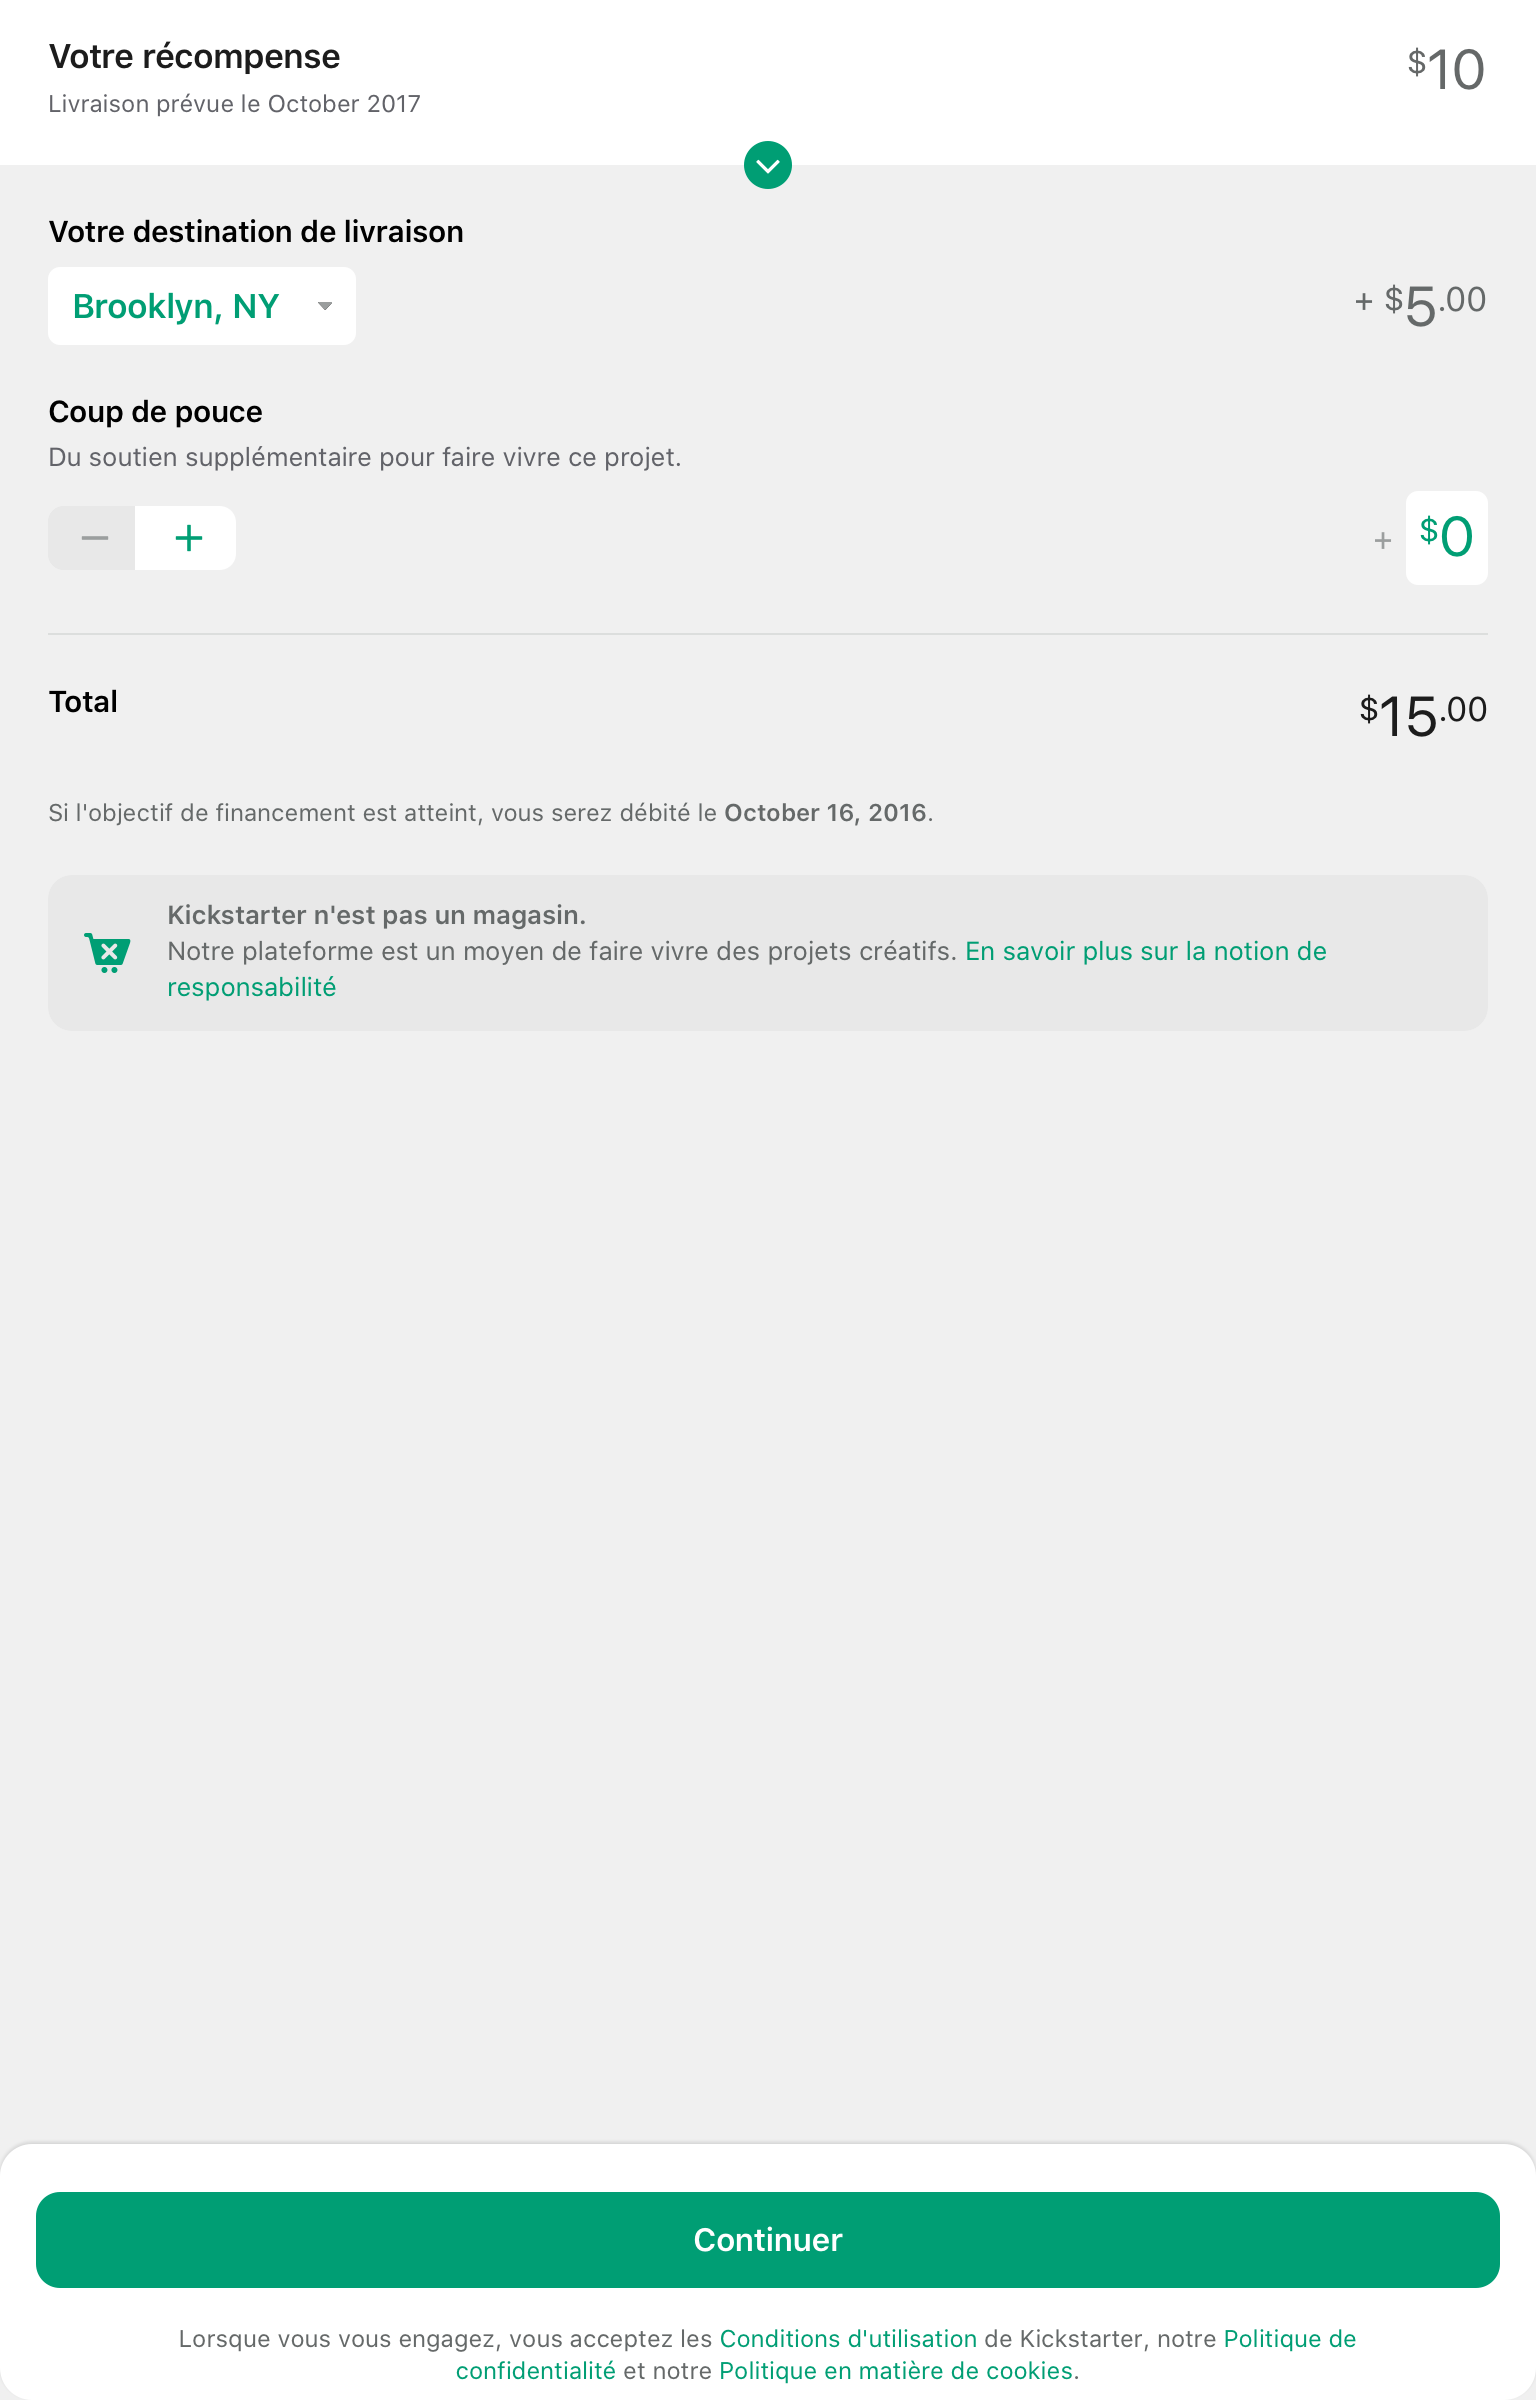 Votre récompense
$10
Livraison prévue le October 2017
Votre destination de livraison
Brooklyn, NY
+ $5.00
Coup de pouce
Du soutien supplémentaire pour faire vivre ce projet.
− +
+ $0
Total
$15.00
Si l'objectif de financement est atteint, vous serez débité le October 16, 2016.
Kickstarter n'est pas un magasin.
Notre plateforme est un moyen de faire vivre des projets créatifs. En savoir plus sur la notion de
responsabilité
Continuer
Lorsque vous vous engagez, vous acceptez les Conditions d'utilisation de Kickstarter, notre Politique de
confidentialité et notre Politique en matière de cookies.